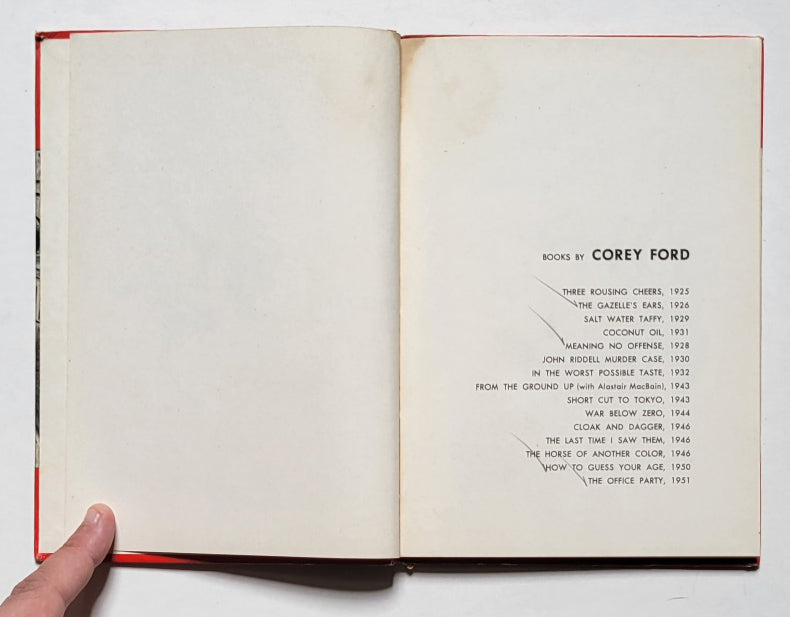 BOOKS BY COREY FORD
THREE ROUSING CHEERS, 1925
THE GAZELLE'S EARS, 1926
SALT WATER TAFFY, 1929
COCONUT OIL, 1931
MEANING NO OFFENSE, 1928
JOHN RIDDELL MURDER CASE, 1930
IN THE WORST POSSIBLE TASTE, 1932
FROM THE GROUND UP (with Alastair MacBain), 1943
SHORT CUT TO TOKYO, 1943
WAR BELOW ZERO, 1944
CLOAK AND DAGGER, 1946
THE LAST TIME I SAW THEM, 1946
THE HORSE OF ANOTHER COLOR, 1946
HOW TO GUESS YOUR AGE, 1950
THE OFFICE PARTY, 1951